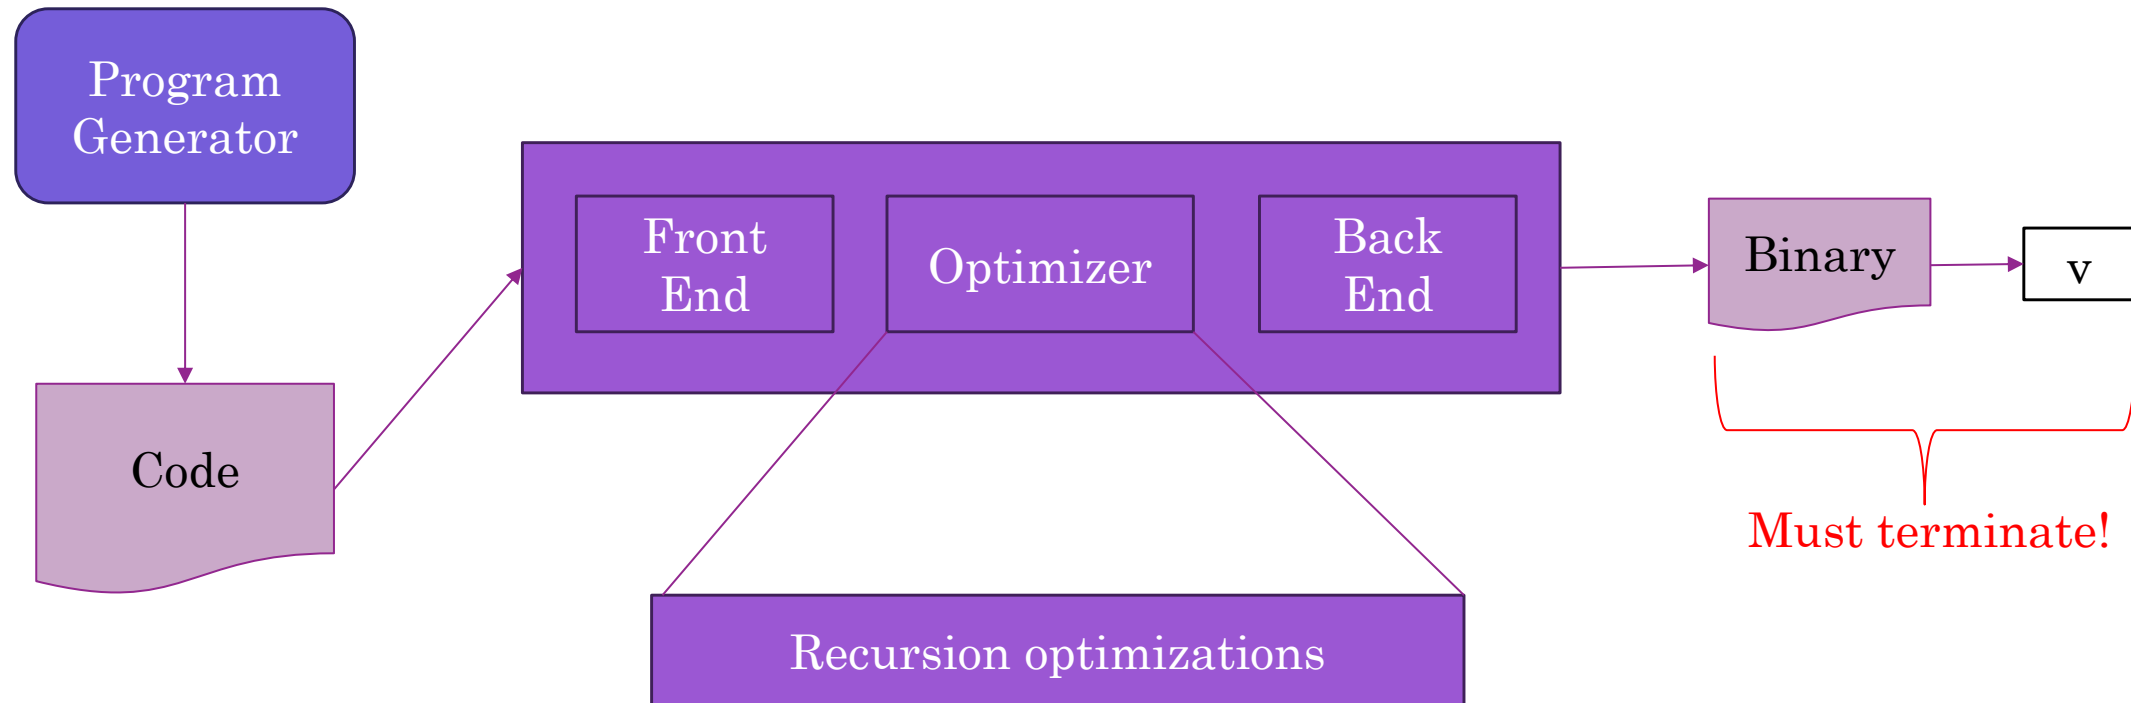 Program
Generator
Code
Front
End
Optimizer
Back
End
Binary
v
Must terminate!
Recursion optimizations